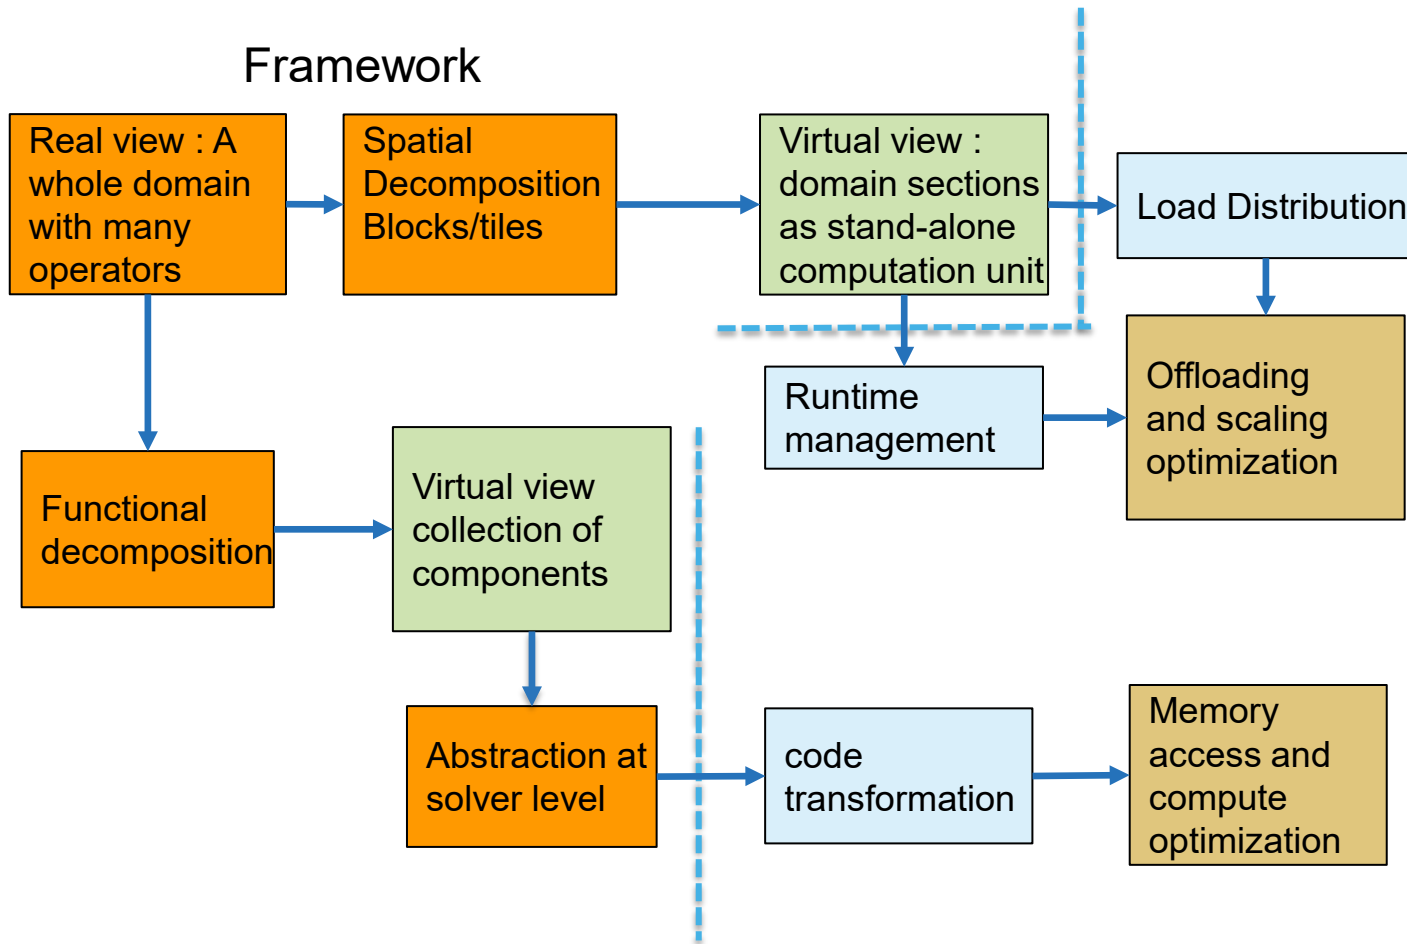 Framework
Real view : A
whole domain
with many
operators
Spatial
Decomposition
Blocks/tiles
Virtual view :
domain sections
as stand-alone
computation unit
Load Distribution
Runtime
management
Offloading
and scaling
optimization
Functional
decomposition
Virtual view
collection of
components
Abstraction at
solver level
code
transformation
Memory
access and
compute
optimization